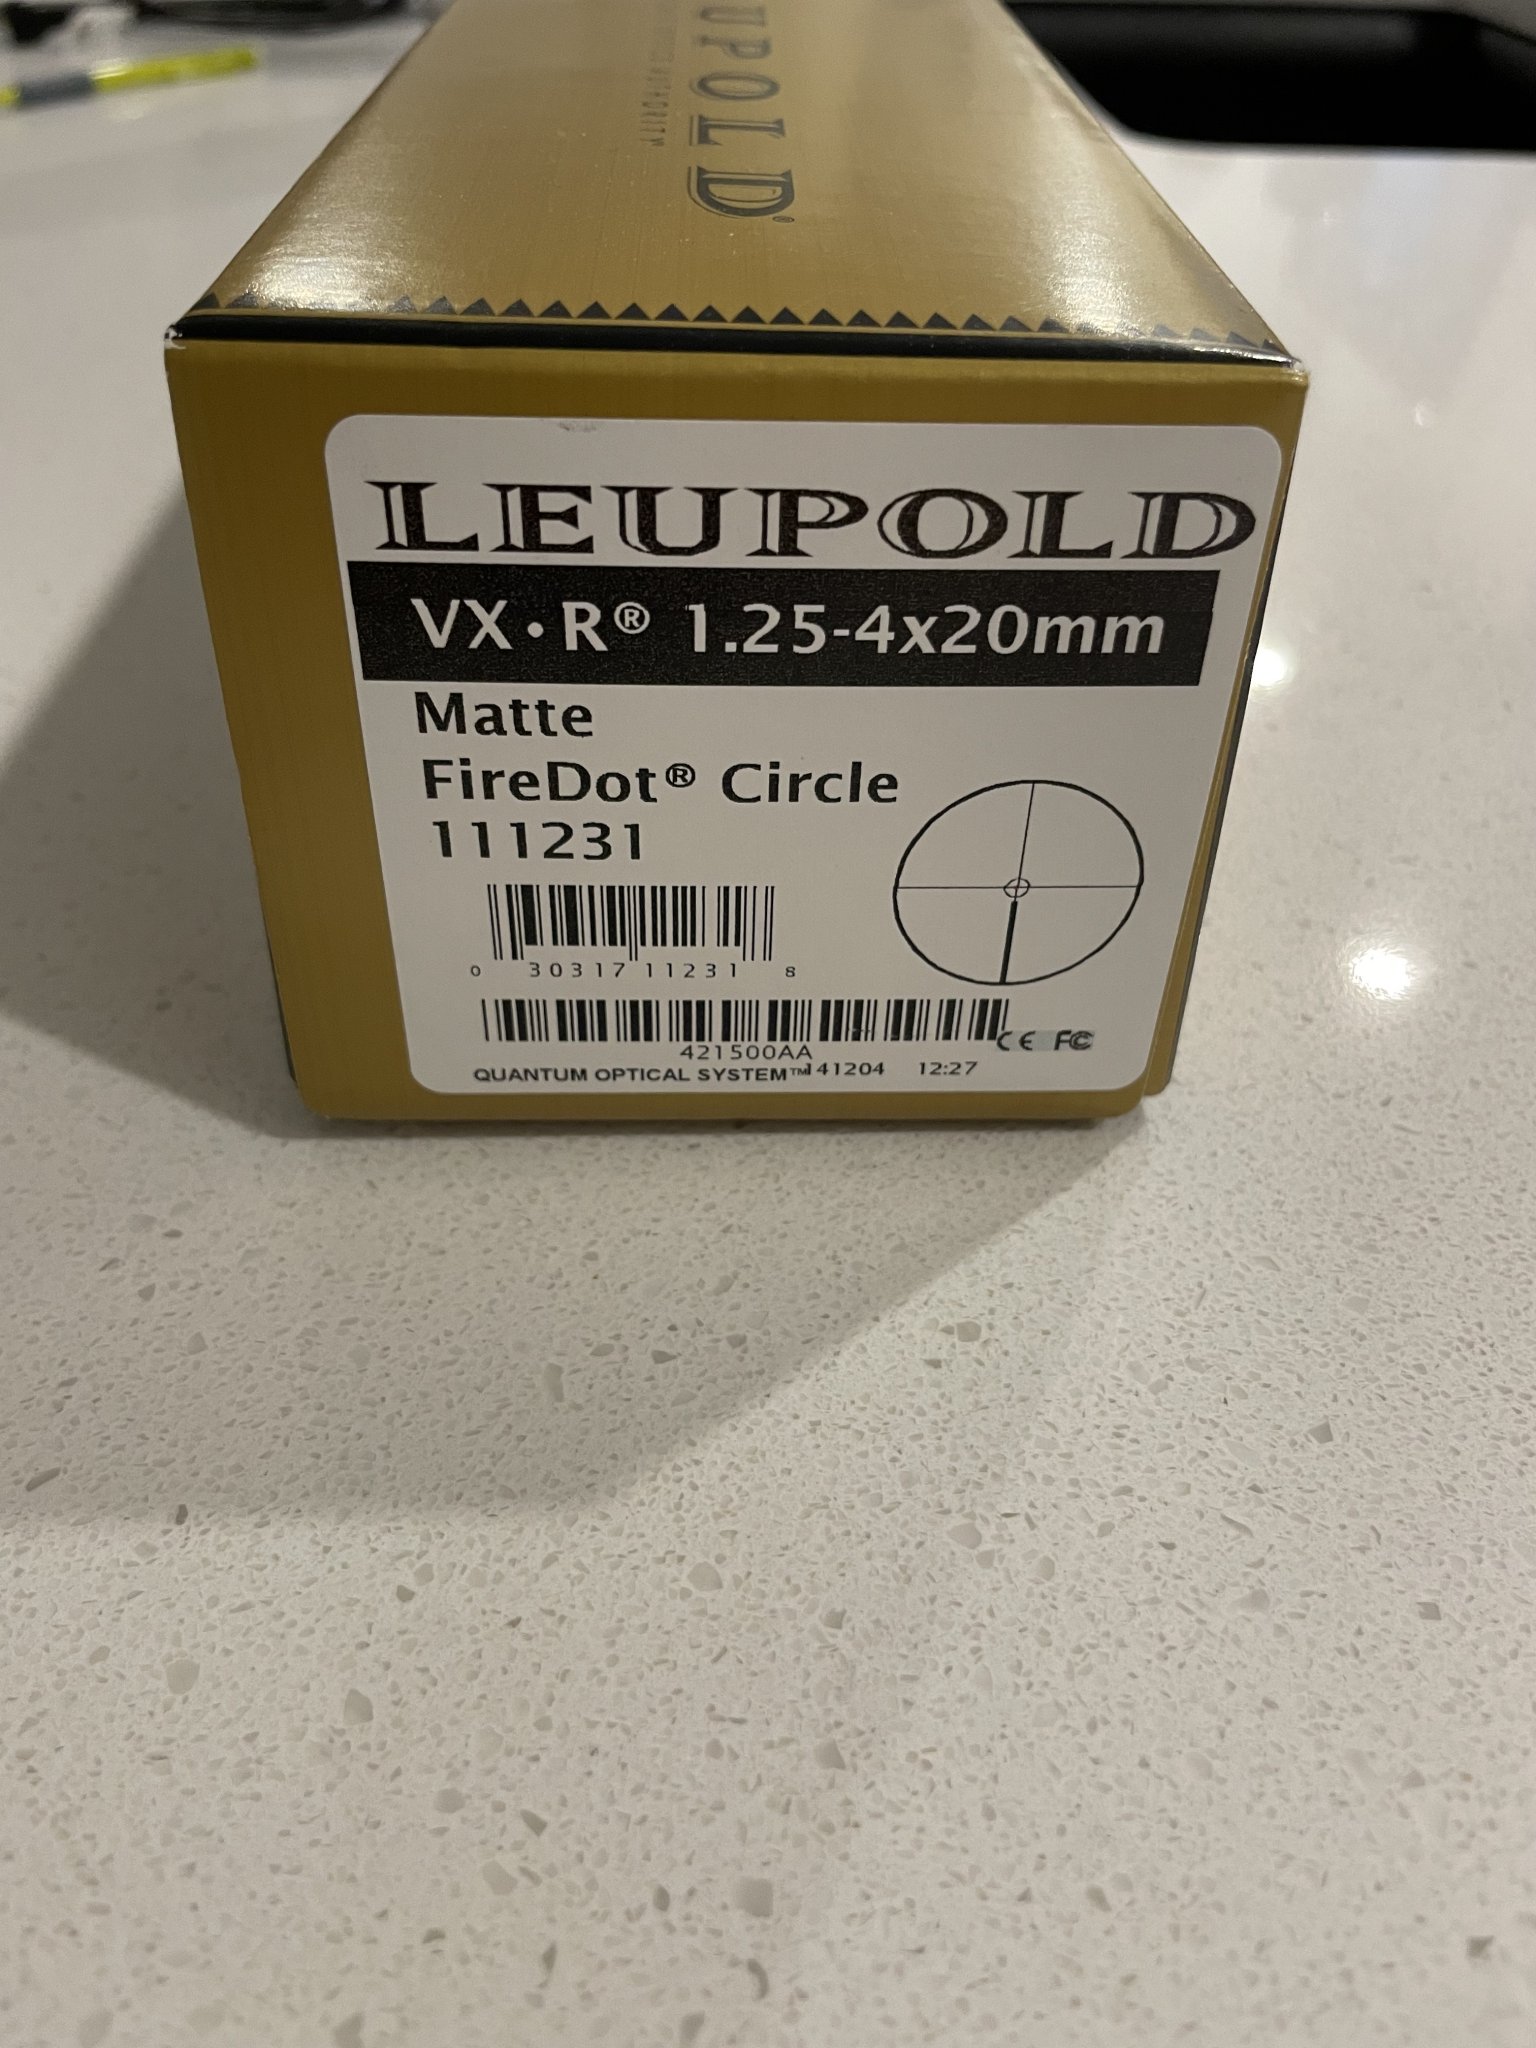 UPOLD®
LEUPOLD
VX·R® 1.25-4x20mm
Matte
FireDot® Circle
111231
0 30317 11231 8
421500AA
CE FC
QUANTUM OPTICAL SYSTEM™ 141204 12:27